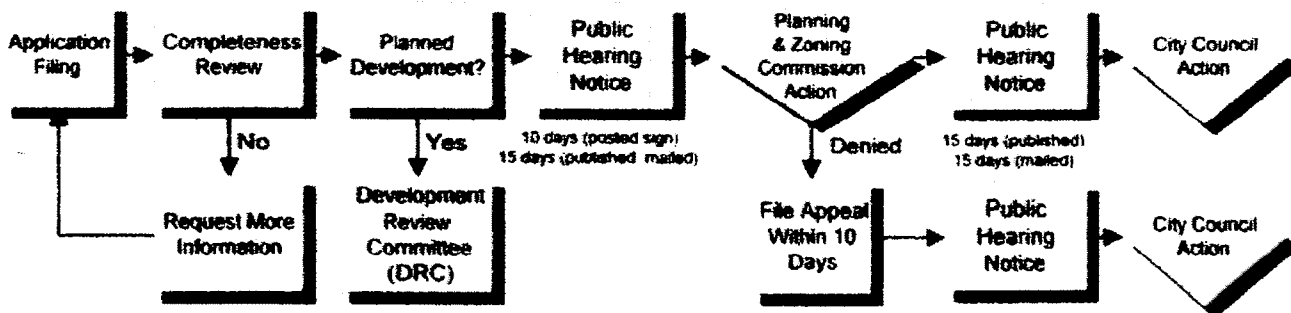 Application
Filing
Completeness
Review
Planned
Development?
Public
Hearing
Notice
Planning
& Zoning
Commission
Action
Public
Hearing
Notice
City Council
Action
No
Yes
10 days (posted sign)
15 days (published mailed)
Denied
15 days (published)
15 days (mailed)
Request More
Information
Development
Review
Committee
(DRC)
File Appeal
Within 10
Days
Public
Hearing
Notice
City Council
Action